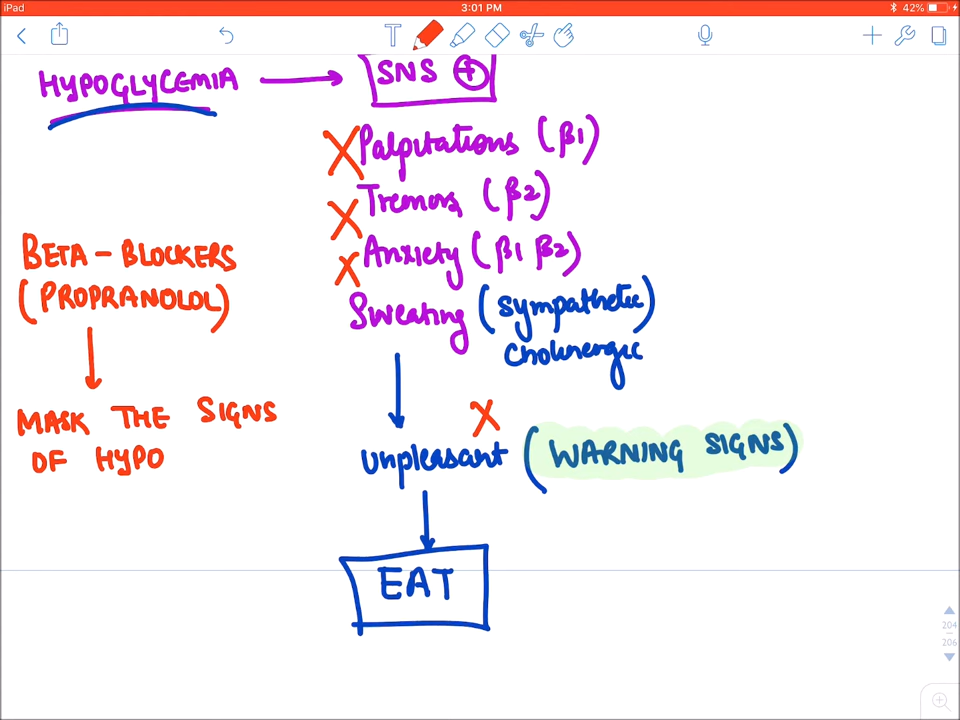 iPad
3:01 PM
42%
T
HYPOGLYCEMIA
SNS +
Palpitations (β1)
Tremors (β2)
Anxiety (β1 β2)
Sweating (Sympathetic)
Cholinergic
BETA - BLOCKERS
(PROPRANOLOL)
MASK THE SIGNS
OF HYPO
Unpleasant (WARNING SIGNS)
EAT
204
206